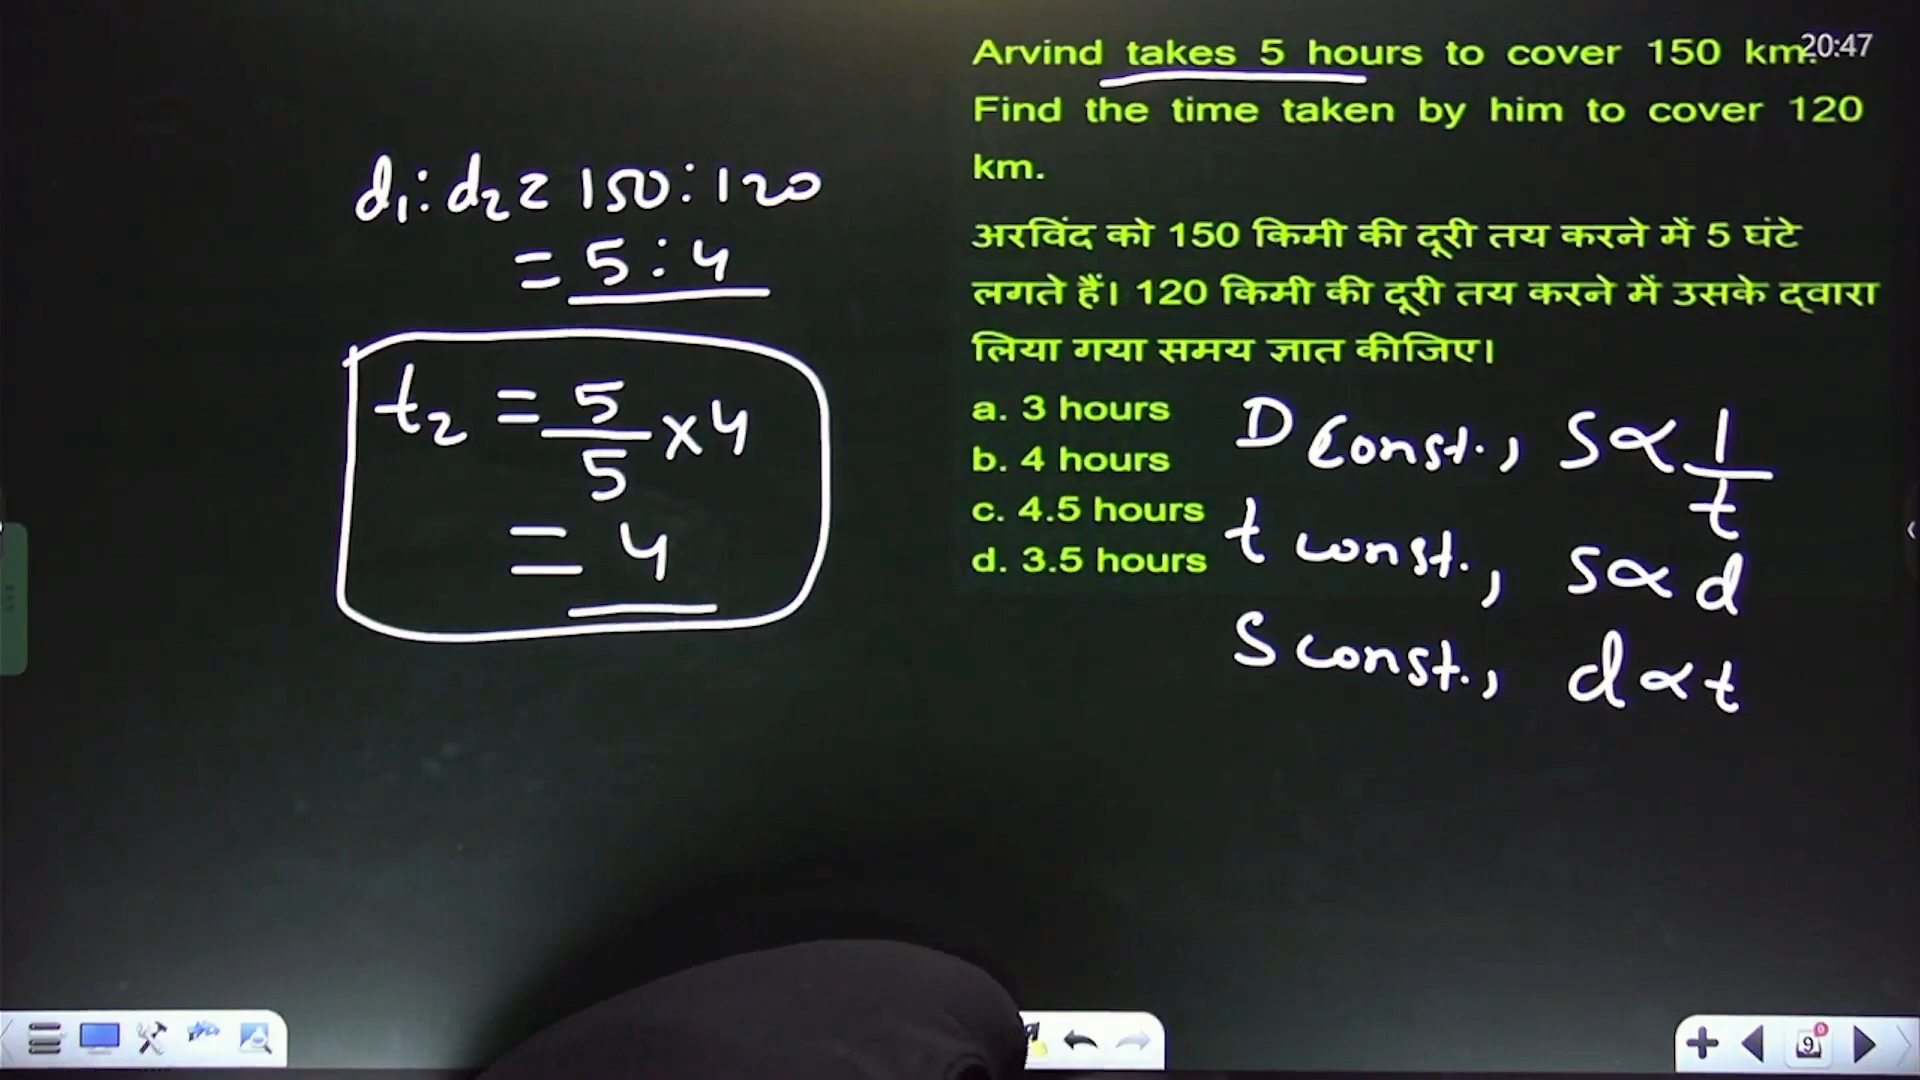 20:47
Arvind takes 5 hours to cover 150 km.
Find the time taken by him to cover 120
km.
अरविंद को 150 किमी की दूरी तय करने में 5 घंटे
लगते हैं। 120 किमी की दूरी तय करने में उसके द्वारा
लिया गया समय ज्ञात कीजिए।
a. 3 hours
b. 4 hours
c. 4.5 hours
d. 3.5 hours
d₁:d₂ = 150:120
= 5:4
t₂ = 5/5 × 4
= 4
D const., S∝1/t
t const., S∝d
S const., d∝t
9